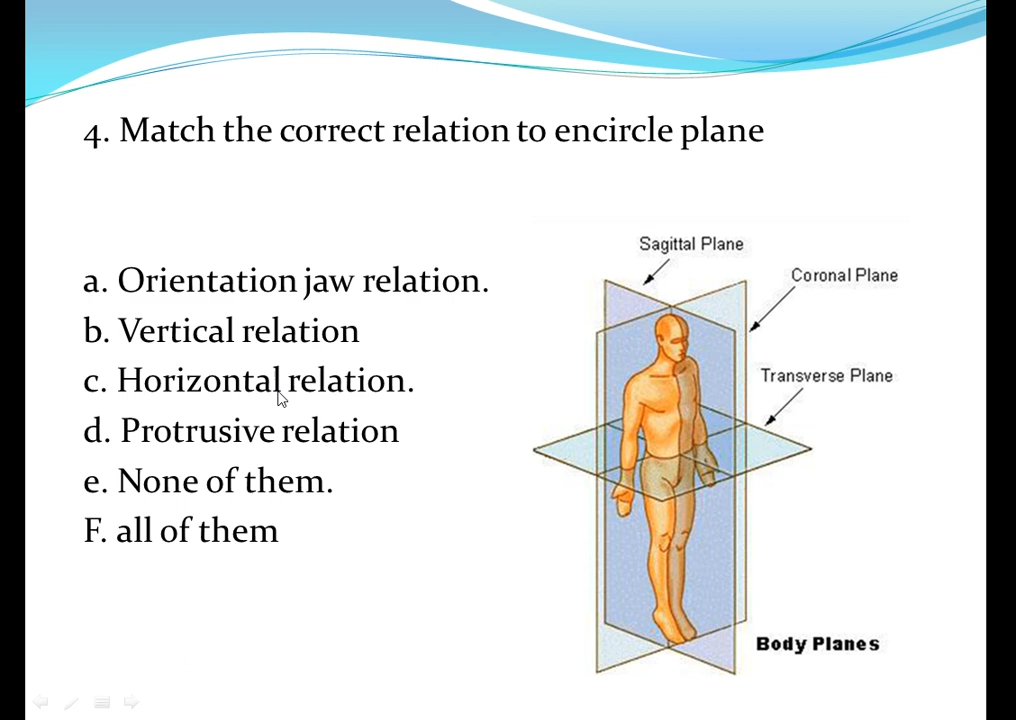 4. Match the correct relation to encircle plane
a. Orientation jaw relation.
b. Vertical relation
c. Horizontal relation.
d. Protrusive relation
e. None of them.
F. all of them
Sagittal Plane
Coronal Plane
Transverse Plane
Body Planes